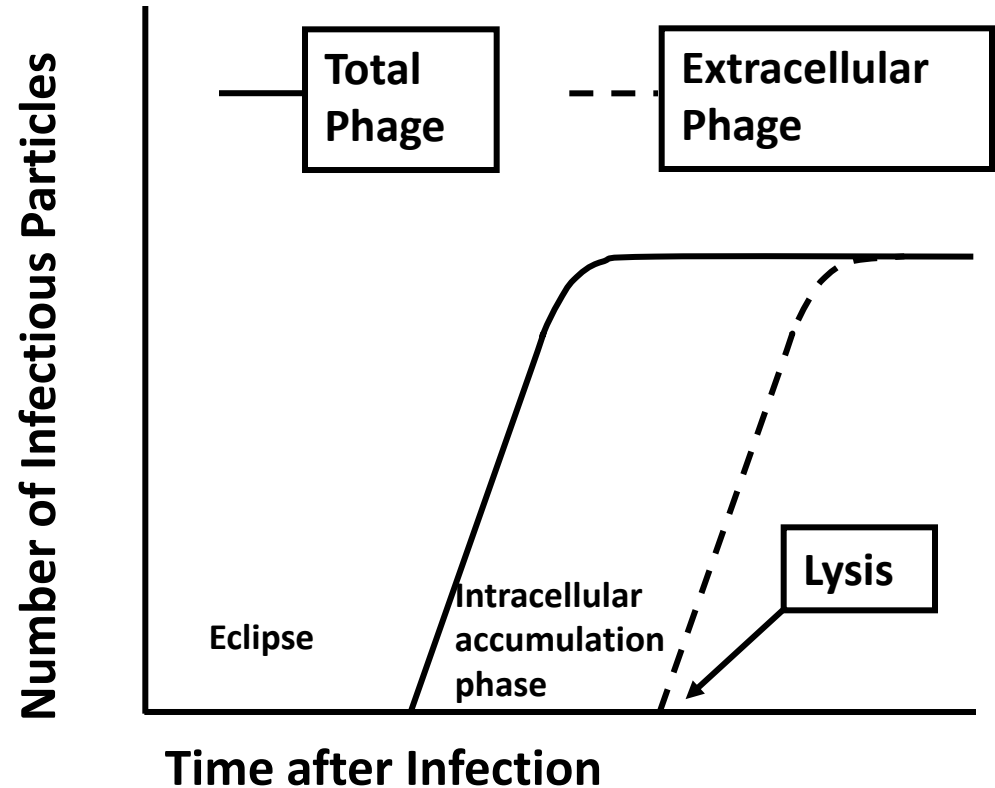 Total
Phage
Extracellular
Phage
Number of Infectious Particles
Lysis
Eclipse
Intracellular
accumulation
phase
Time after Infection